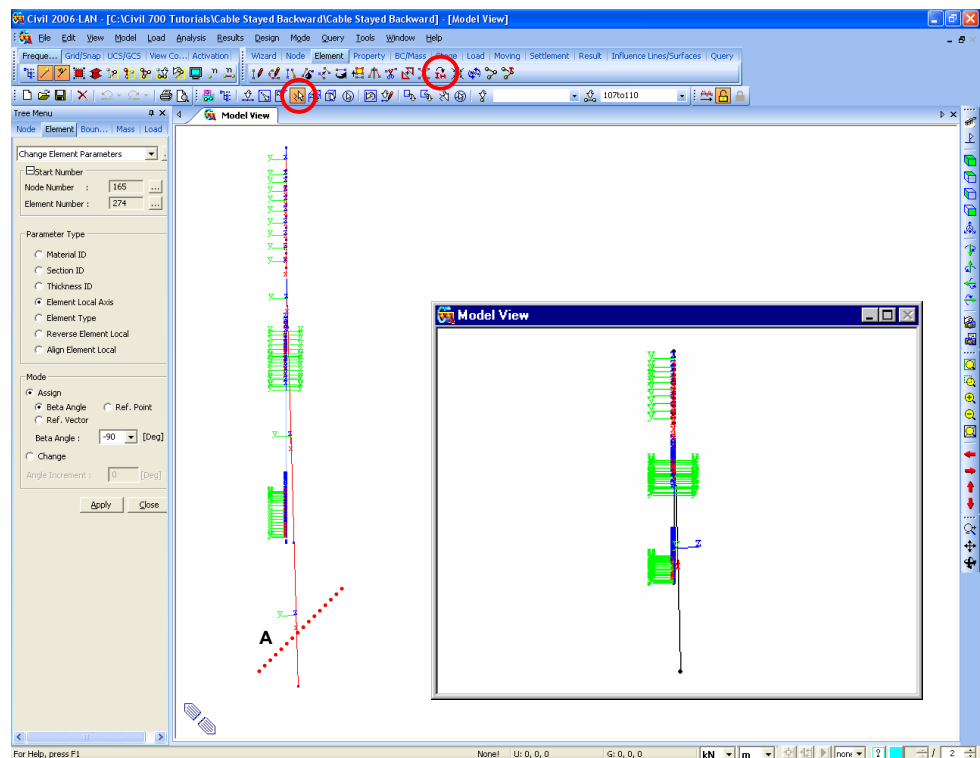 Civil 2006-LAN - [C:\Civil 700 Tutorials\Cable Stayed Backward\Cable Stayed Backward] - [Model View]
File Edit View Model Load Analysis Results Design Mode Query Tools Window Help
Freque... Grid/Snap UCS/GCS View Co... Activation Wizard Node Element Property BC/Mass Stage Load Moving Settlement Result Influence Lines/Surfaces Query
107to110
Tree Menu
Model View
Node Element Boun... Mass Load
Change Element Parameters
Start Number
Node Number : 165 ...
Element Number : 274 ...
Parameter Type
Material ID
Section ID
Thickness ID
Element Local Axis
Element Type
Reverse Element Local
Align Element Local
Mode
Assign
Beta Angle Ref. Point
Ref. Vector
Beta Angle : -90 [Deg]
Change
Angle Increment : 0 [Deg]
Apply Close
Model View
A
For Help, press F1
None! U: 0, 0, 0 G: 0, 0, 0 kN m non ? / 2